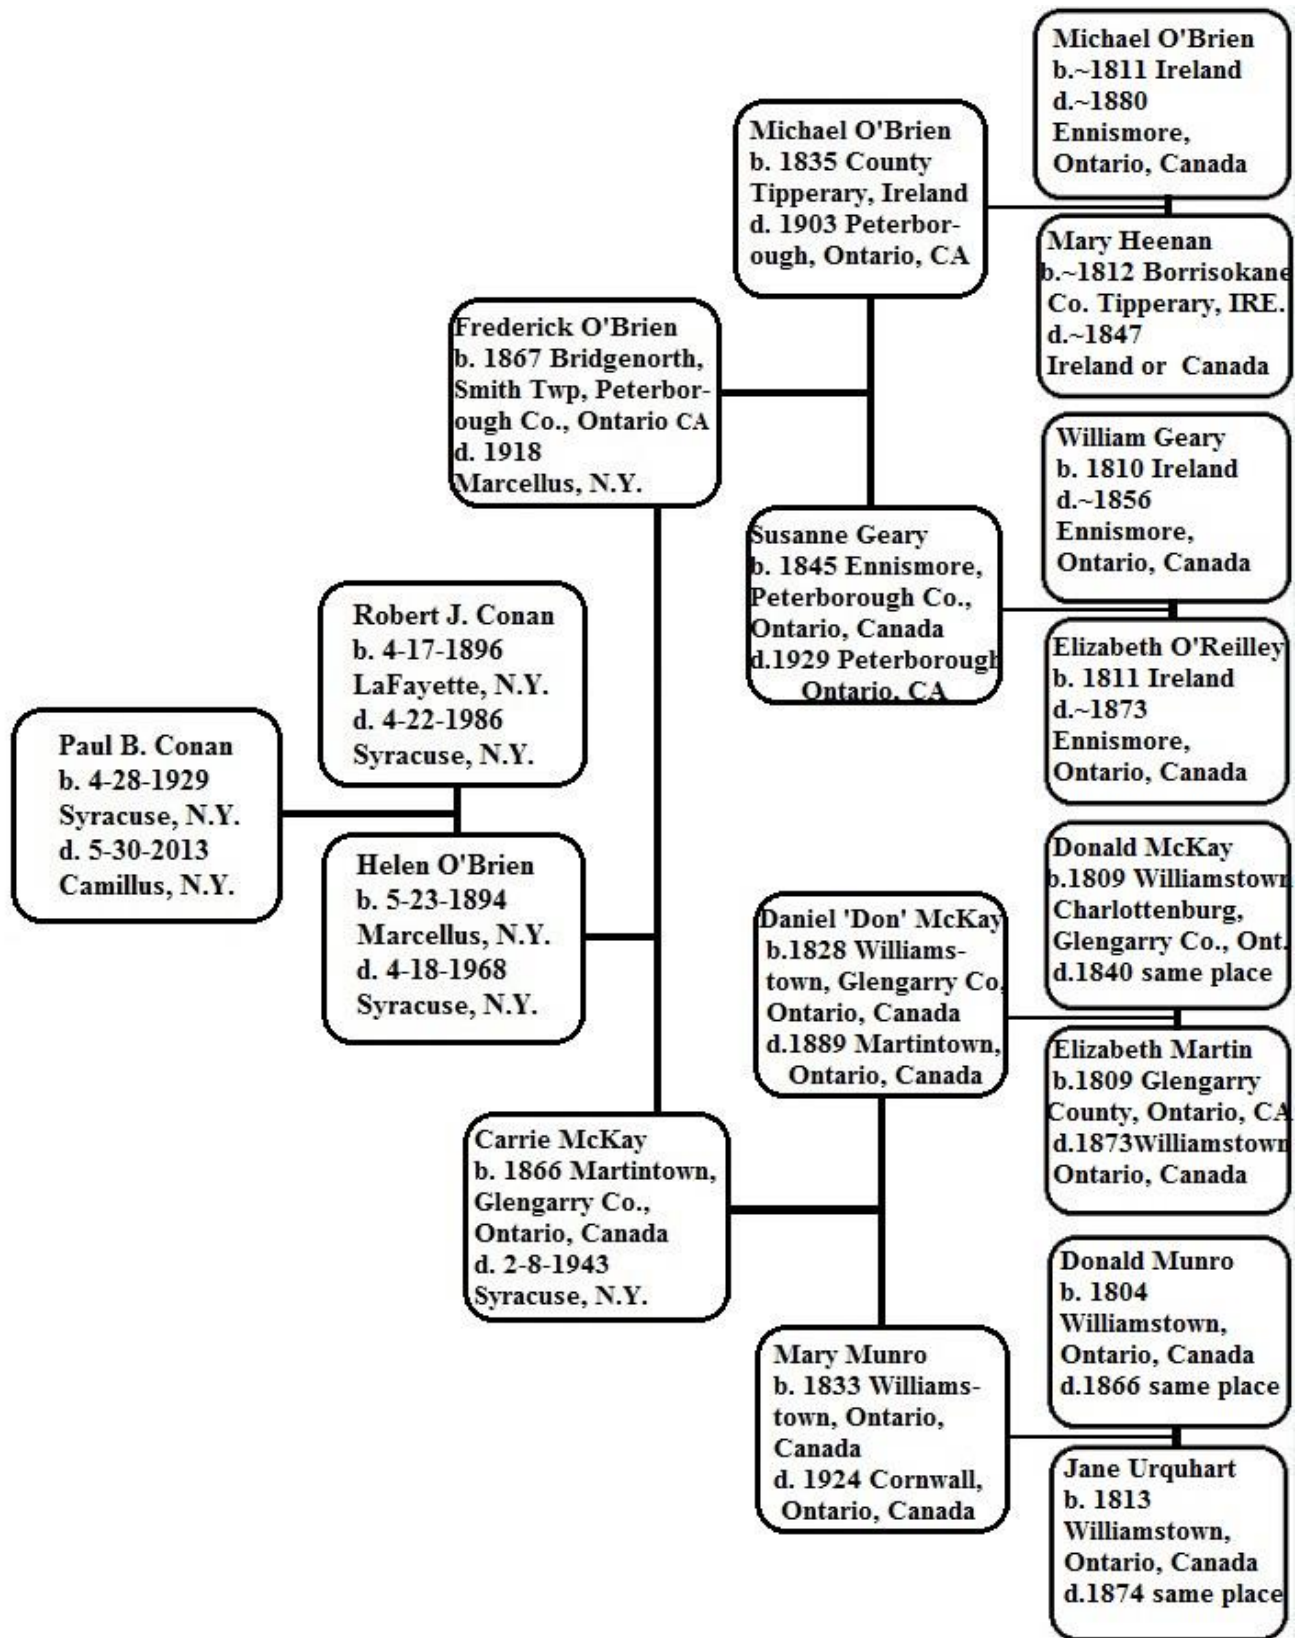 Michael O'Brien
b.~1811 Ireland
d.~1880
Ennismore,
Ontario, Canada
Michael O'Brien
b. 1835 County
Tipperary, Ireland
d. 1903 Peterbor-
ough, Ontario, CA
Mary Heenan
b.~1812 Borrisokane
Co. Tipperary, IRE.
d.~1847
Ireland or Canada
Frederick O'Brien
b. 1867 Bridgenorth,
Smith Twp, Peterbor-
ough Co., Ontario CA
d. 1918
Marcellus, N.Y.
William Geary
b. 1810 Ireland
d.~1856
Ennismore,
Ontario, Canada
Susanne Geary
b. 1845 Ennismore,
Peterborough Co.,
Ontario, Canada
d.1929 Peterborough
Ontario, CA
Elizabeth O'Reilley
b. 1811 Ireland
d.~1873
Ennismore,
Ontario, Canada
Robert J. Conan
b. 4-17-1896
LaFayette, N.Y.
d. 4-22-1986
Syracuse, N.Y.
Paul B. Conan
b. 4-28-1929
Syracuse, N.Y.
d. 5-30-2013
Camillus, N.Y.
Helen O'Brien
b. 5-23-1894
Marcellus, N.Y.
d. 4-18-1968
Syracuse, N.Y.
Donald McKay
b.1809 Williamstown
Charlottenburg,
Glengarry Co., Ont.
d.1840 same place
Daniel 'Don' McKay
b.1828 Williams-
town, Glengarry Co,
Ontario, Canada
d.1889 Martintown,
Ontario, Canada
Elizabeth Martin
b.1809 Glengarry
County, Ontario, CA
d.1873Williamstown
Ontario, Canada
Carrie McKay
b. 1866 Martintown,
Glengarry Co.,
Ontario, Canada
d. 2-8-1943
Syracuse, N.Y.
Donald Munro
b. 1804
Williamstown,
Ontario, Canada
d.1866 same place
Mary Munro
b. 1833 Williams-
town, Ontario,
Canada
d. 1924 Cornwall,
Ontario, Canada
Jane Urquhart
b. 1813
Williamstown,
Ontario, Canada
d.1874 same place